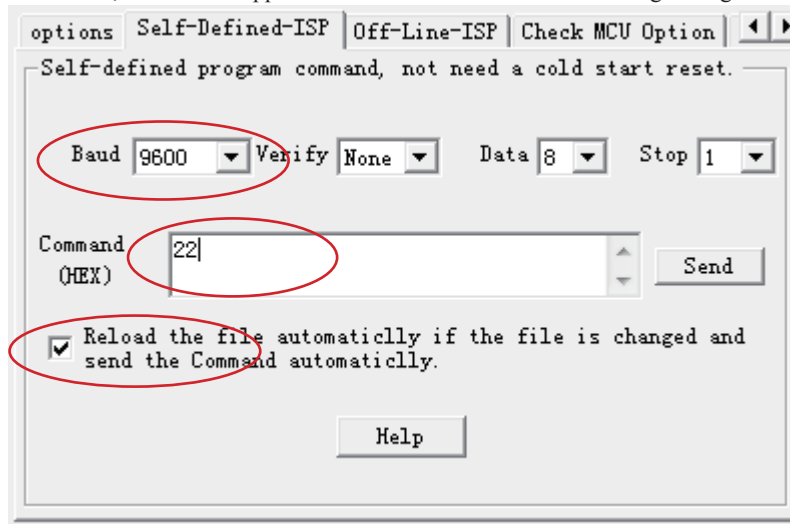 options Self-Defined-ISP Off-Line-ISP Check MCU Option
Self-defined program command, not need a cold start reset.
Baud 9600 Verify None Data 8 Stop 1
Command (HEX) 22 Send
Reload the file automaticlly if the file is changed and
send the Command automaticlly.
Help